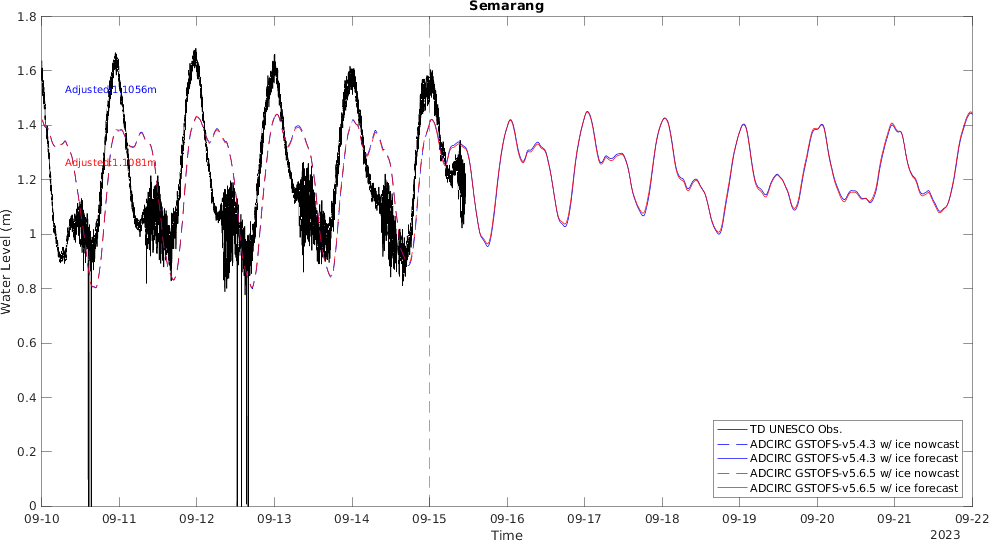 Semarang
1.8
1.6
1.4
1.2
1
0.8
0.6
0.4
0.2
0
Water Level (m)
Adjusted:1.1056m
Adjusted:1.1081m
TD UNESCO Obs.
ADCIRC GSTOFS-v5.4.3 w/ ice nowcast
ADCIRC GSTOFS-v5.4.3 w/ ice forecast
ADCIRC GSTOFS-v5.6.5 w/ ice nowcast
ADCIRC GSTOFS-v5.6.5 w/ ice forecast
09-10 09-11 09-12 09-13 09-14 09-15 09-16 09-17 09-18 09-19 09-20 09-21 09-22
Time
2023